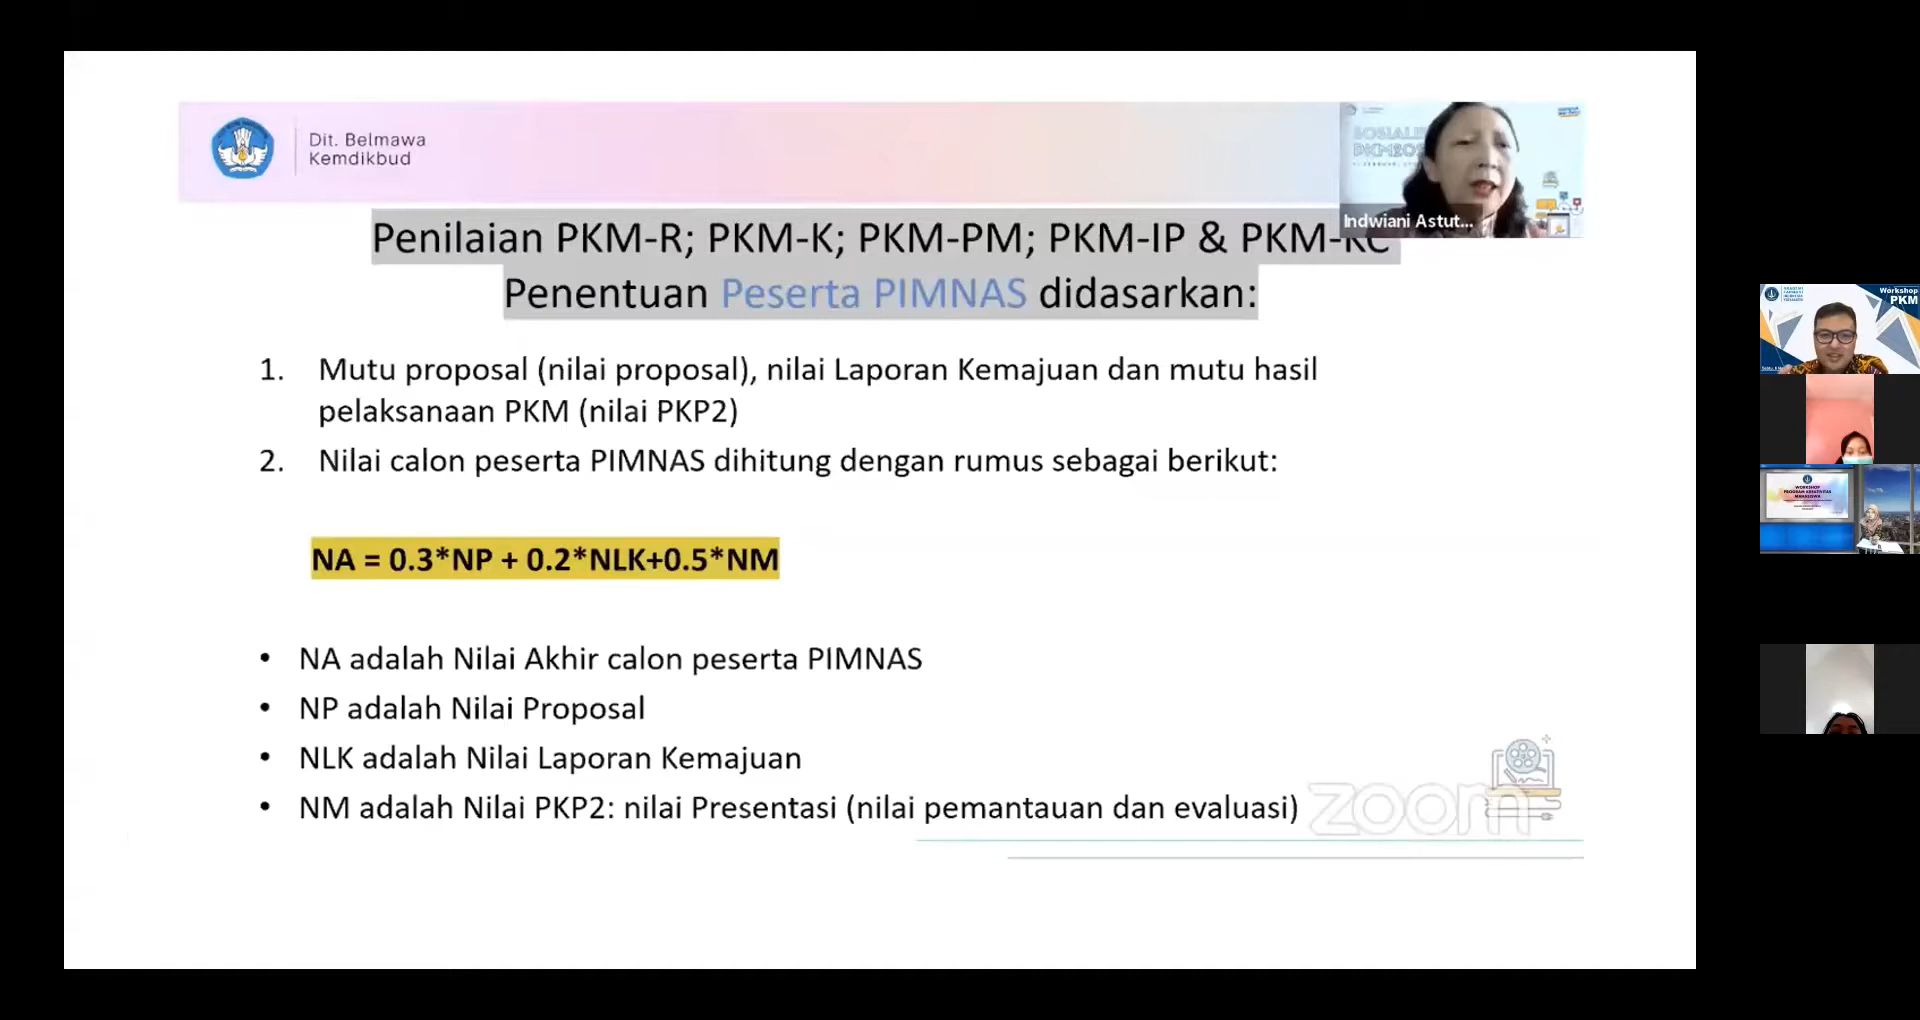 Dit. Belmawa
Kemdikbud
Indwiani Astut...
Penilaian PKM-R; PKM-K; PKM-PM; PKM-IP & PKM-KC
Penentuan Peserta PIMNAS didasarkan:
1. Mutu proposal (nilai proposal), nilai Laporan Kemajuan dan mutu hasil
pelaksanaan PKM (nilai PKP2)
2. Nilai calon peserta PIMNAS dihitung dengan rumus sebagai berikut:
NA = 0.3*NP + 0.2*NLK+0.5*NM
• NA adalah Nilai Akhir calon peserta PIMNAS
• NP adalah Nilai Proposal
• NLK adalah Nilai Laporan Kemajuan
• NM adalah Nilai PKP2: nilai Presentasi (nilai pemantauan dan evaluasi)
zoom
Workshop
PKM
WORKSHOP
PROGRAM KREATIVITAS
MAHASISWA